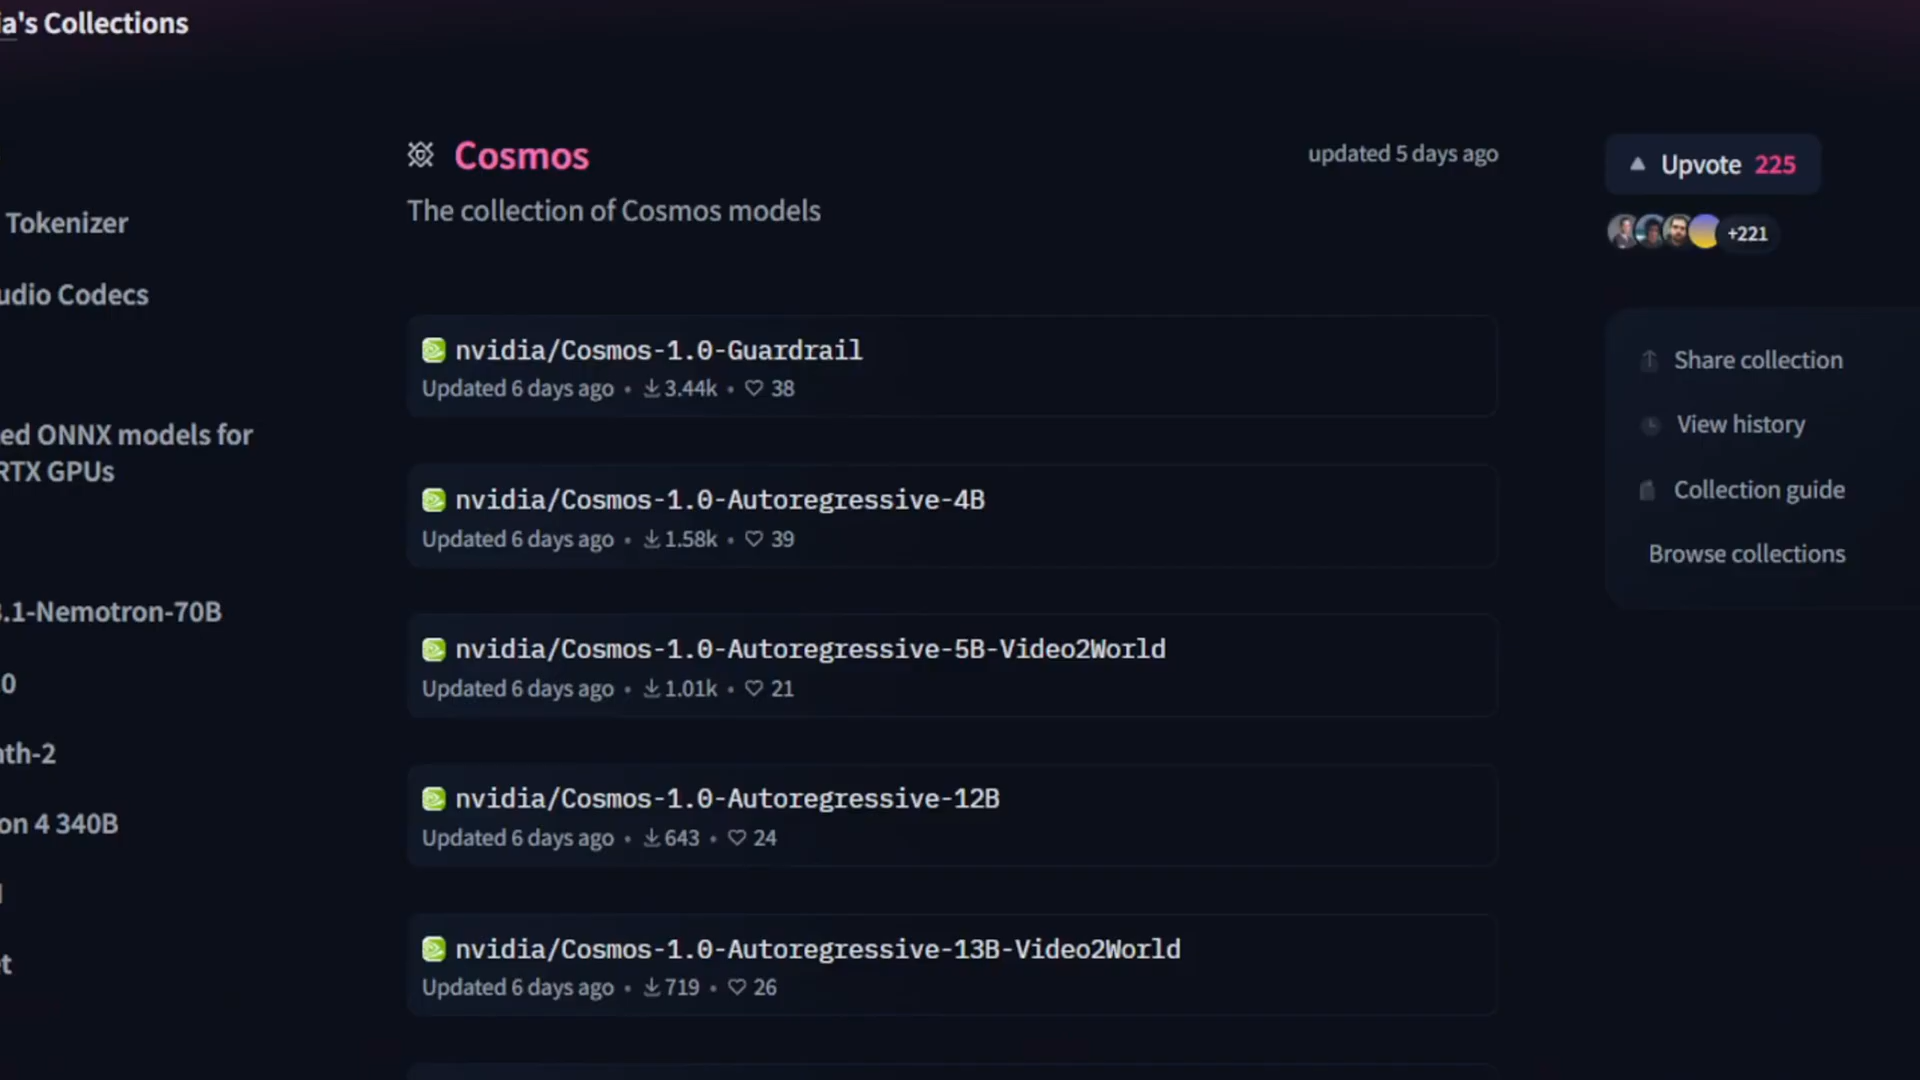 ia's Collections
Cosmos
updated 5 days ago
The collection of Cosmos models
Upvote 225
+221
Tokenizer
udio Codecs
ed ONNX models for
RTX GPUs
3.1-Nemotron-70B
.0
nth-2
on 4 340B
et
nvidia/Cosmos-1.0-Guardrail
Updated 6 days ago • 3.44k • 38
nvidia/Cosmos-1.0-Autoregressive-4B
Updated 6 days ago • 1.58k • 39
nvidia/Cosmos-1.0-Autoregressive-5B-Video2World
Updated 6 days ago • 1.01k • 21
nvidia/Cosmos-1.0-Autoregressive-12B
Updated 6 days ago • 643 • 24
nvidia/Cosmos-1.0-Autoregressive-13B-Video2World
Updated 6 days ago • 719 • 26
Share collection
View history
Collection guide
Browse collections